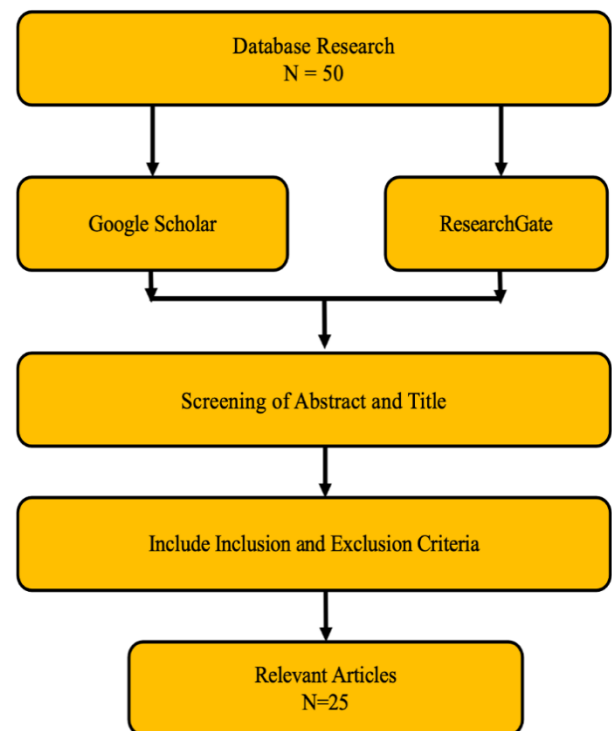 Database Research
N = 50
Google Scholar
ResearchGate
Screening of Abstract and Title
Include Inclusion and Exclusion Criteria
Relevant Articles
N=25